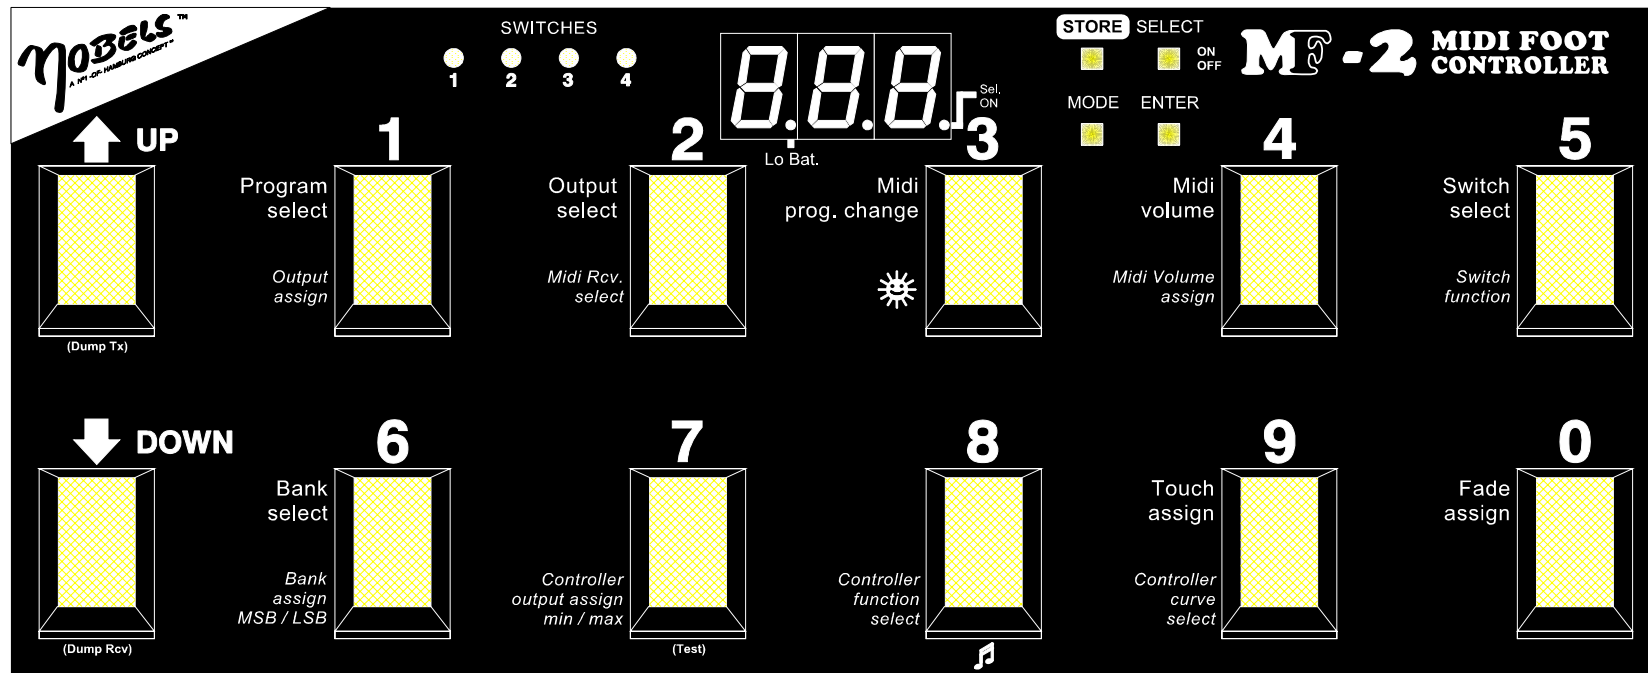 NOBELS™
A Nº1 -OF- HAMBURG CONCEPT™
SWITCHES
1 2 3 4
8.8.8.
Sel.
ON
Lo Bat.
STORE SELECT
ON
OFF
MODE ENTER
MF-2 MIDI FOOT
CONTROLLER
UP
(Dump Tx)
1
Program
select
Output
assign
2
Output
select
Midi Rcv.
select
3
Midi
prog. change
4
Midi
volume
Midi Volume
assign
5
Switch
select
Switch
function
DOWN
(Dump Rcv)
6
Bank
select
Bank
assign
MSB / LSB
7
Controller
output assign
min / max
(Test)
8
Controller
function
select
9
Touch
assign
Controller
curve
select
0
Fade
assign